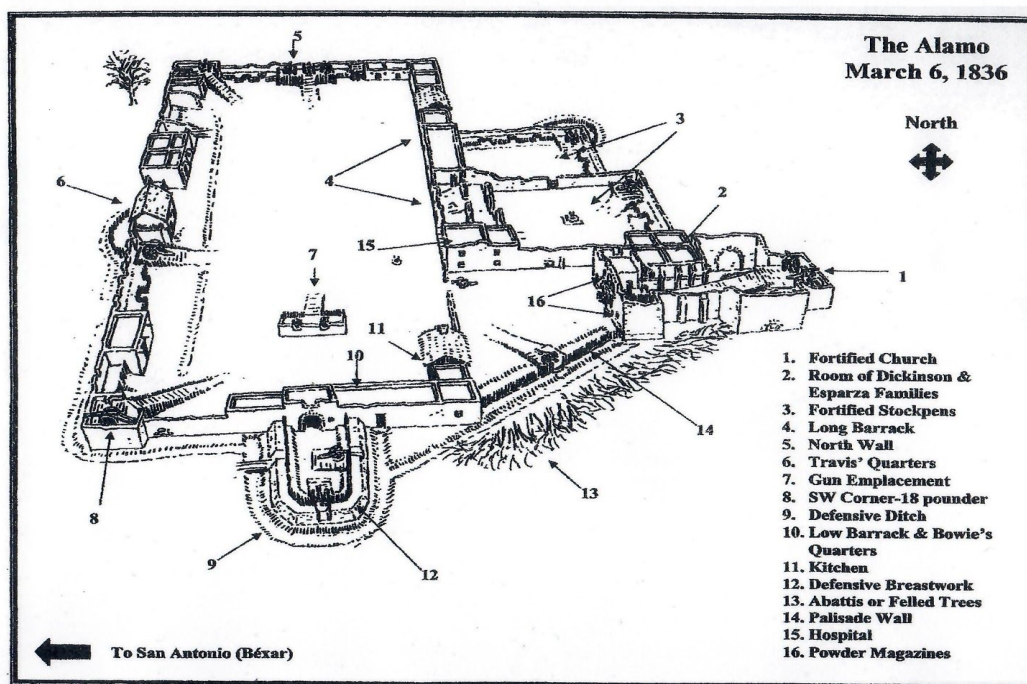 The Alamo
March 6, 1836
North
5
3
4
6
2
15
7
1
16
11
10
14
13
8
9
12
1. Fortified Church
2. Room of Dickinson &
Esparza Families
3. Fortified Stockpens
4. Long Barrack
5. North Wall
6. Travis' Quarters
7. Gun Emplacement
8. SW Corner-18 pounder
9. Defensive Ditch
10. Low Barrack & Bowie's
Quarters
11. Kitchen
12. Defensive Breastwork
13. Abattis or Felled Trees
14. Palisade Wall
15. Hospital
16. Powder Magazines
To San Antonio (Béxar)